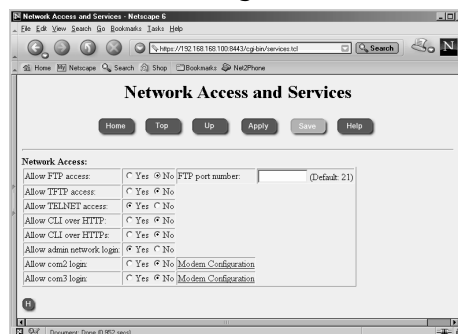 Network Access and Services - Netscape 6
File Edit View Search Go Bookmarks Tasks Help
https://192.168.168.100:8443/cgi-bin/services.tcl Search N
Home My Netscape Search Shop Bookmarks Net2Phone
Network Access and Services
Home Top Up Apply Save Help
Network Access:
Allow FTP access: Yes No FTP port number: (Default: 21)
Allow TFTP access: Yes No
Allow TELNET access: Yes No
Allow CLI over HTTP: Yes No
Allow CLI over HTTPs: Yes No
Allow admin network login: Yes No
Allow com2 login: Yes No Modem Configuration
Allow com3 login: Yes No Modem Configuration
H
Document: Done (0.952 secs)